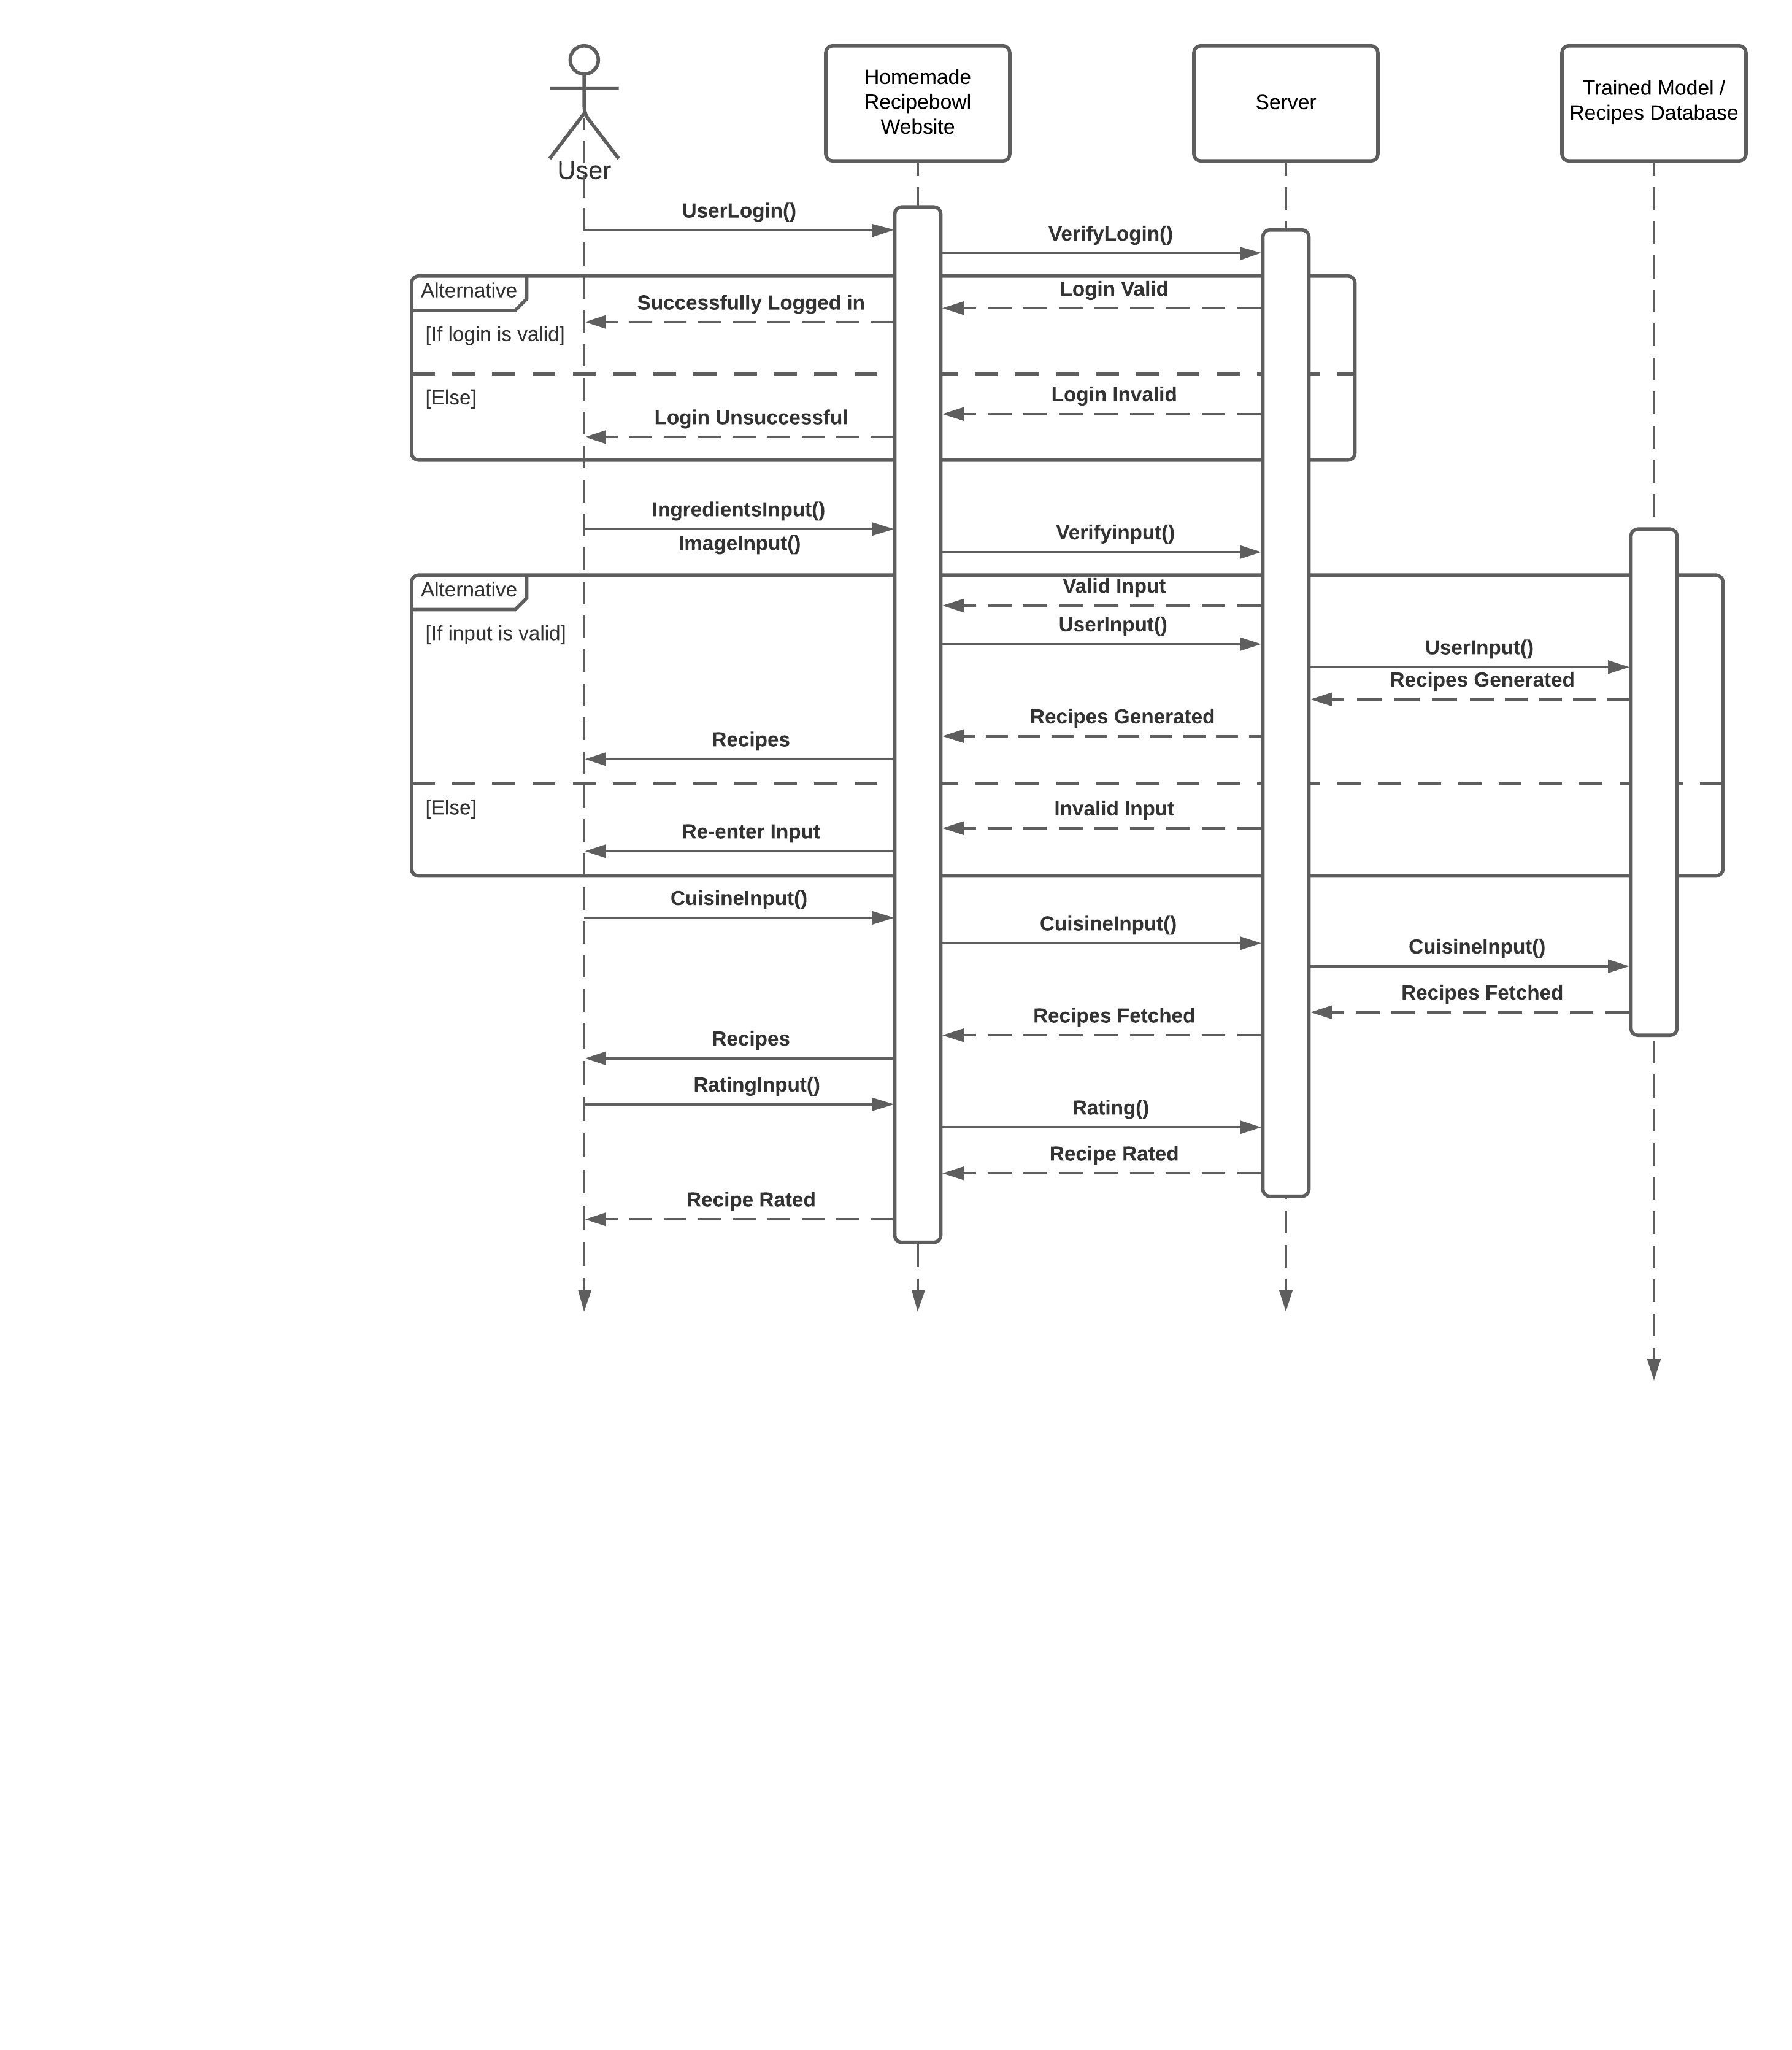 User
Homemade
Recipebowl
Website
Server
Trained Model /
Recipes Database
UserLogin()
VerifyLogin()
Alternative
Login Valid
Successfully Logged in
[If login is valid]
[Else]
Login Invalid
Login Unsuccessful
IngredientsInput()
Verifyinput()
ImageInput()
Alternative
Valid Input
UserInput()
[If input is valid]
UserInput()
Recipes Generated
Recipes Generated
Recipes
[Else]
Invalid Input
Re-enter Input
CuisineInput()
CuisineInput()
CuisineInput()
Recipes Fetched
Recipes Fetched
Recipes
RatingInput()
Rating()
Recipe Rated
Recipe Rated